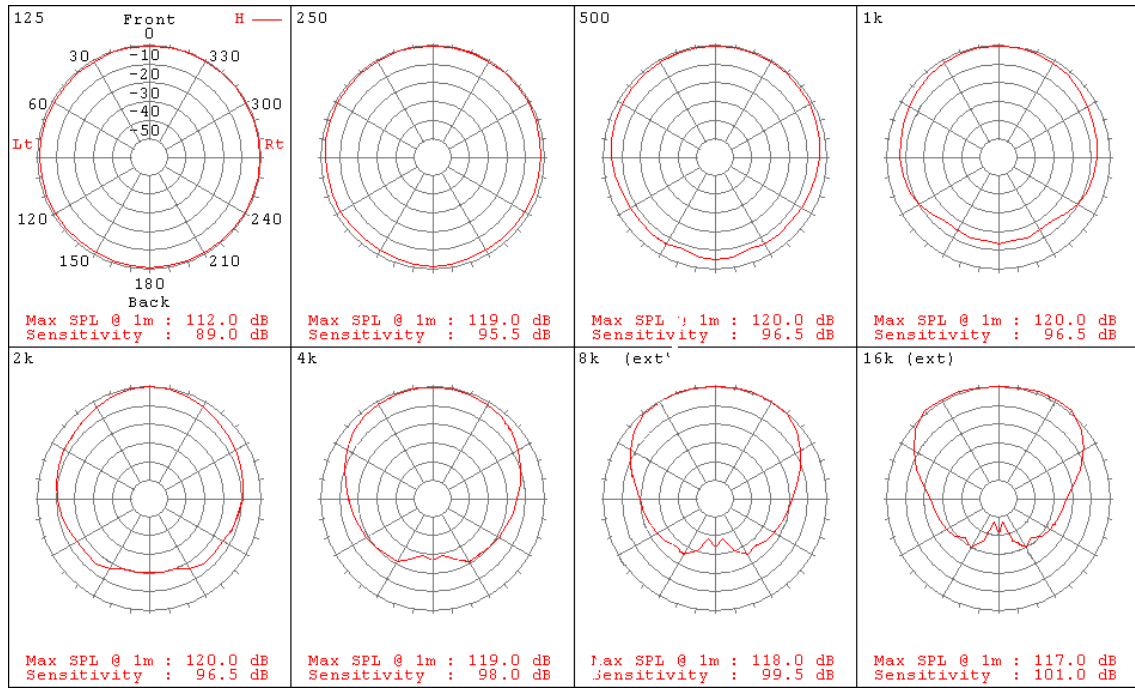 125 Front H
0
30 -10 330
-20
60 -30 300
-40
-50
Lt Rt
120 240
150 210
180
Back
Max SPL @ 1m : 112.0 dB
Sensitivity : 89.0 dB
250
Max SPL @ 1m : 119.0 dB
Sensitivity : 95.5 dB
500
Max SPL 1m : 120.0 dB
Sensitivity : 96.5 dB
1k
Max SPL @ 1m : 120.0 dB
Sensitivity : 96.5 dB
2k
Max SPL @ 1m : 120.0 dB
Sensitivity : 96.5 dB
4k
Max SPL @ 1m : 119.0 dB
Sensitivity : 98.0 dB
8k (ext
Max SPL @ 1m : 118.0 dB
Sensitivity : 99.5 dB
16k (ext)
Max SPL @ 1m : 117.0 dB
Sensitivity : 101.0 dB